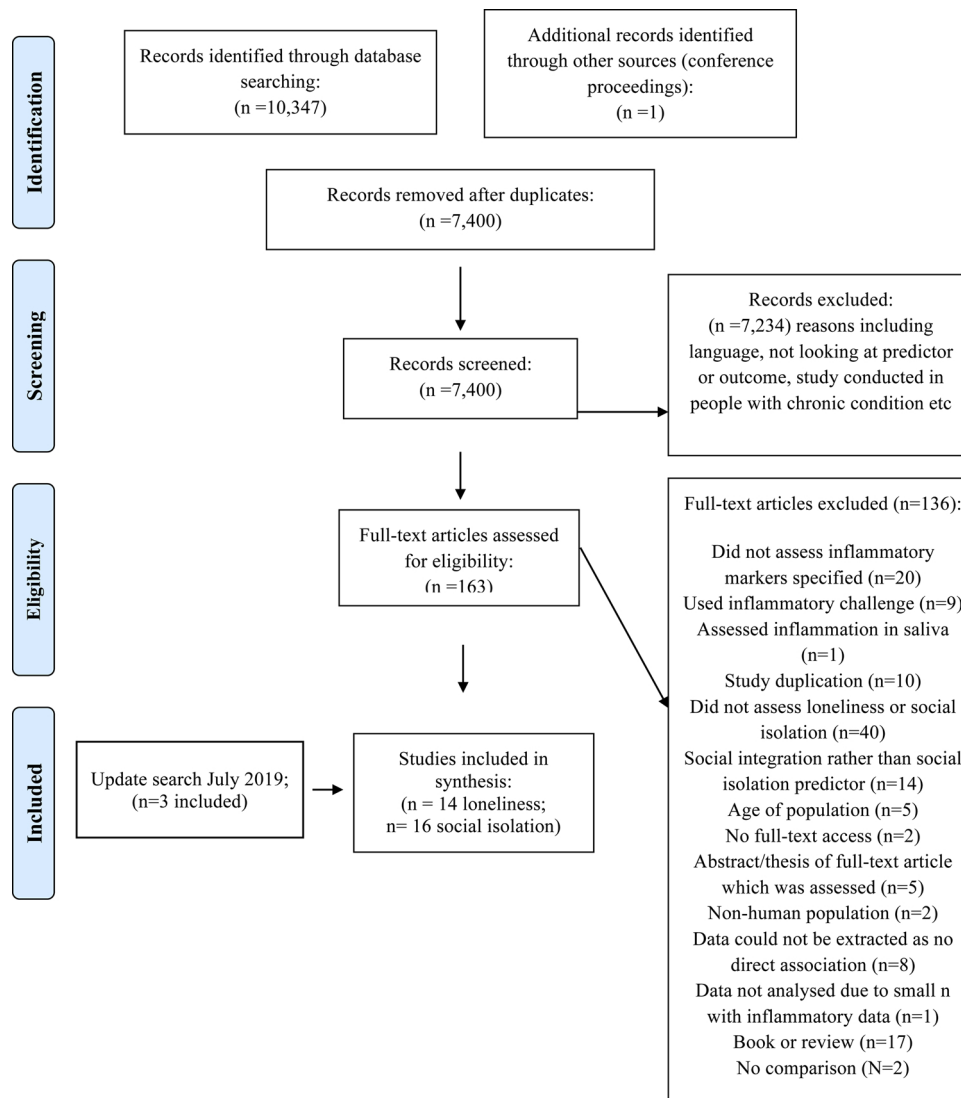 Identification
Records identified through database
searching:
(n =10,347)
Additional records identified
through other sources (conference
proceedings):
(n =1)
Records removed after duplicates:
(n =7,400)
Screening
Records screened:
(n =7,400)
Records excluded:
(n =7,234) reasons including
language, not looking at predictor
or outcome, study conducted in
people with chronic condition etc
Eligibility
Full-text articles assessed
for eligibility:
(n =163)
Full-text articles excluded (n=136):
Did not assess inflammatory
markers specified (n=20)
Used inflammatory challenge (n=9)
Assessed inflammation in saliva
(n=1)
Study duplication (n=10)
Did not assess loneliness or social
isolation (n=40)
Social integration rather than social
isolation predictor (n=14)
Age of population (n=5)
No full-text access (n=2)
Abstract/thesis of full-text article
which was assessed (n=5)
Non-human population (n=2)
Data could not be extracted as no
direct association (n=8)
Data not analysed due to small n
with inflammatory data (n=1)
Book or review (n=17)
No comparison (N=2)
Included
Update search July 2019;
(n=3 included)
Studies included in
synthesis:
(n = 14 loneliness;
n= 16 social isolation)